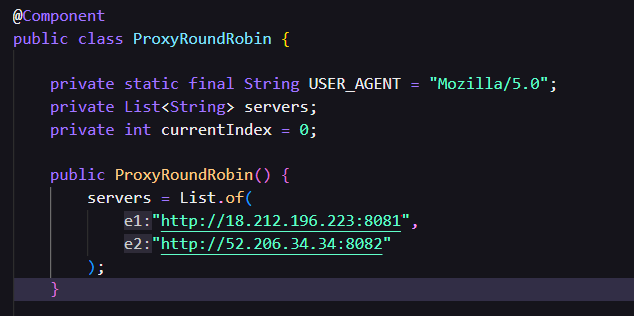 @Component
public class ProxyRoundRobin {
private static final String USER_AGENT = "Mozilla/5.0";
private List<String> servers;
private int currentIndex = 0;
public ProxyRoundRobin() {
servers = List.of(
e1:"http://18.212.196.223:8081",
e2:"http://52.206.34.34:8082"
);
}